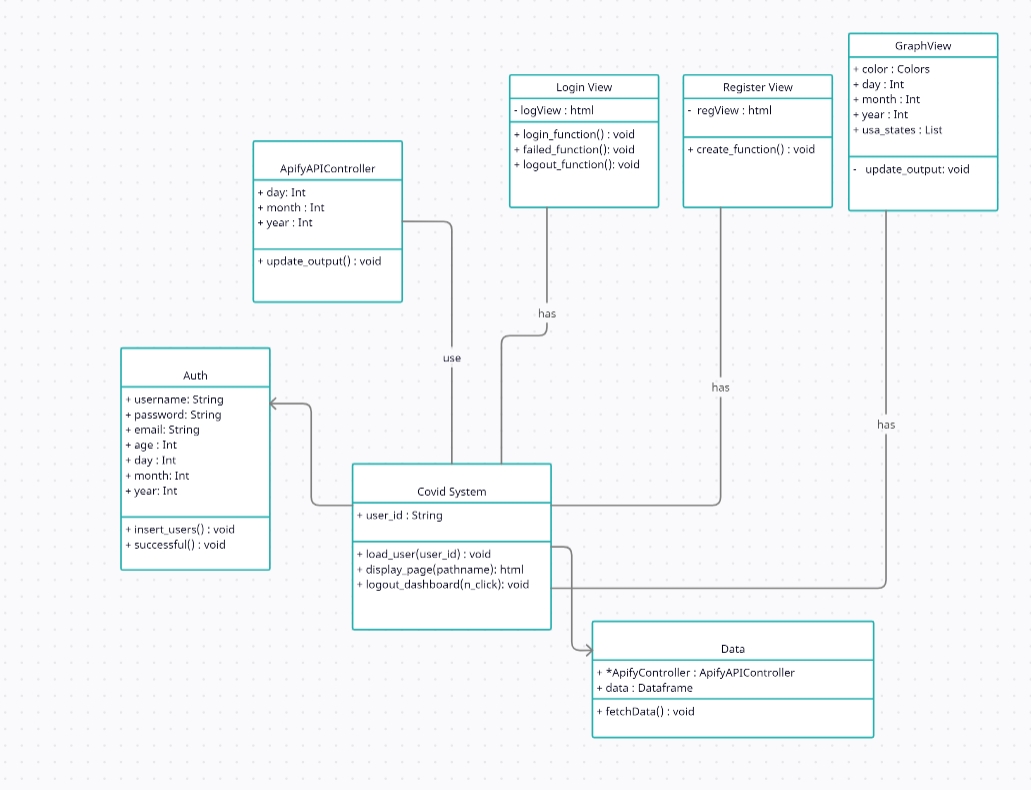 GraphView
+ color : Colors
+ day : Int
+ month : Int
+ year : Int
+ usa_states : List
- update_output: void
Login View
- logView : html
+ login_function() : void
+ failed_function(): void
+ logout_function(): void
Register View
- regView : html
+ create_function() : void
ApifyAPIController
+ day: Int
+ month : Int
+ year : Int
+ update_output() : void
has
use
has
has
Auth
+ username: String
+ password: String
+ email: String
+ age : Int
+ day : Int
+ month: Int
+ year: Int
+ insert_users() : void
+ successful() : void
Covid System
+ user_id : String
+ load_user(user_id) : void
+ display_page(pathname): html
+ logout_dashboard(n_click): void
Data
+ *ApifyController : ApifyAPIController
+ data : Dataframe
+ fetchData() : void